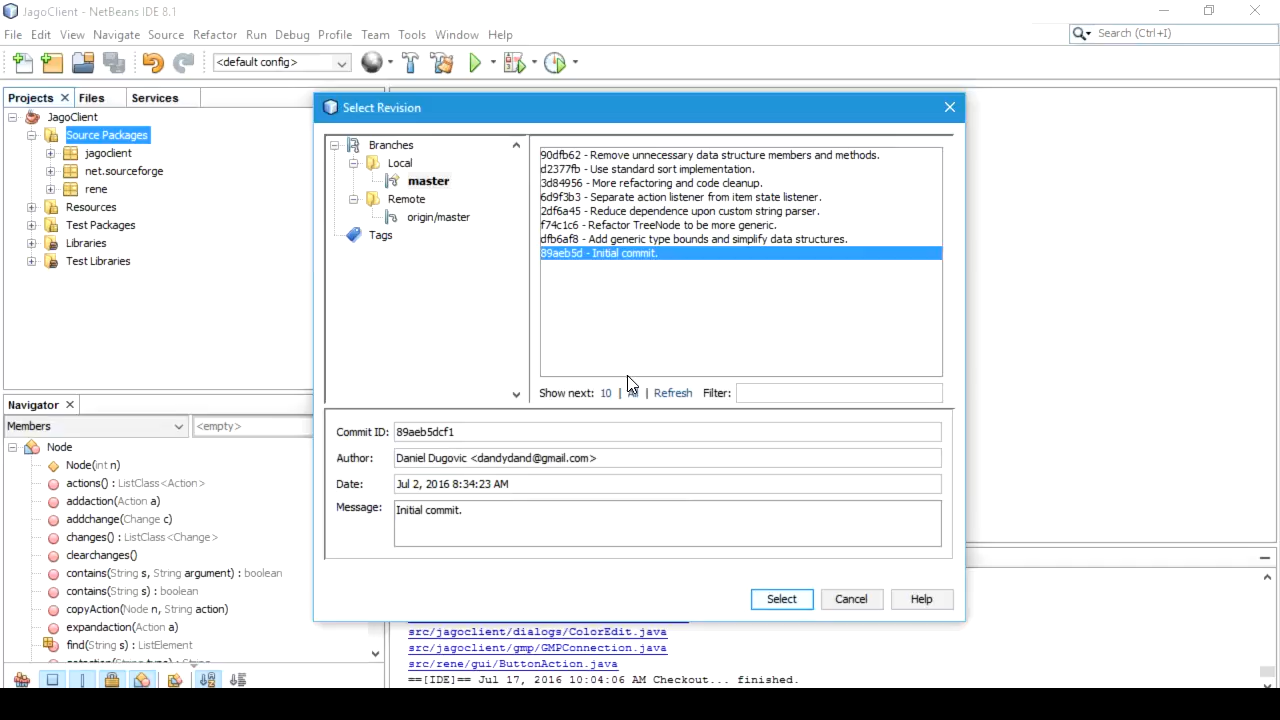 JagoClient - NetBeans IDE 8.1
File Edit View Navigate Source Refactor Run Debug Profile Team Tools Window Help
Search (Ctrl+I)
<default config>
Projects Files Services
JagoClient
Source Packages
jagoclient
net.sourceforge
rene
Resources
Test Packages
Libraries
Test Libraries
Navigator
Members
<empty>
Node
Node(int n)
actions() : ListClass<Action>
addaction(Action a)
addchange(Change c)
changes() : ListClass<Change>
clearchanges()
contains(String s, String argument) : boolean
contains(String s) : boolean
copyAction(Node n, String action)
expandaction(Action a)
find(String s) : ListElement
Select Revision
Branches
Local
master
Remote
origin/master
Tags
90dfb62 - Remove unnecessary data structure members and methods.
d2377fb - Use standard sort implementation.
3d84956 - More refactoring and code cleanup.
6d9f3b3 - Separate action listener from item state listener.
2df6a45 - Reduce dependence upon custom string parser.
f74c1c6 - Refactor TreeNode to be more generic.
dfb6af8 - Add generic type bounds and simplify data structures.
89aeb5d - Initial commit.
Show next: 10 | | Refresh Filter:
Commit ID: 89aeb5dcf1
Author: Daniel Dugovic <dandydand@gmail.com>
Date: Jul 2, 2016 8:34:23 AM
Message: Initial commit.
Select Cancel Help
src/jagoclient/dialogs/ColorEdit.java
src/jagoclient/gmp/GMPConnection.java
src/rene/gui/ButtonAction.java
==[IDE]== Jul 17, 2016 10:04:06 AM Checkout... finished.